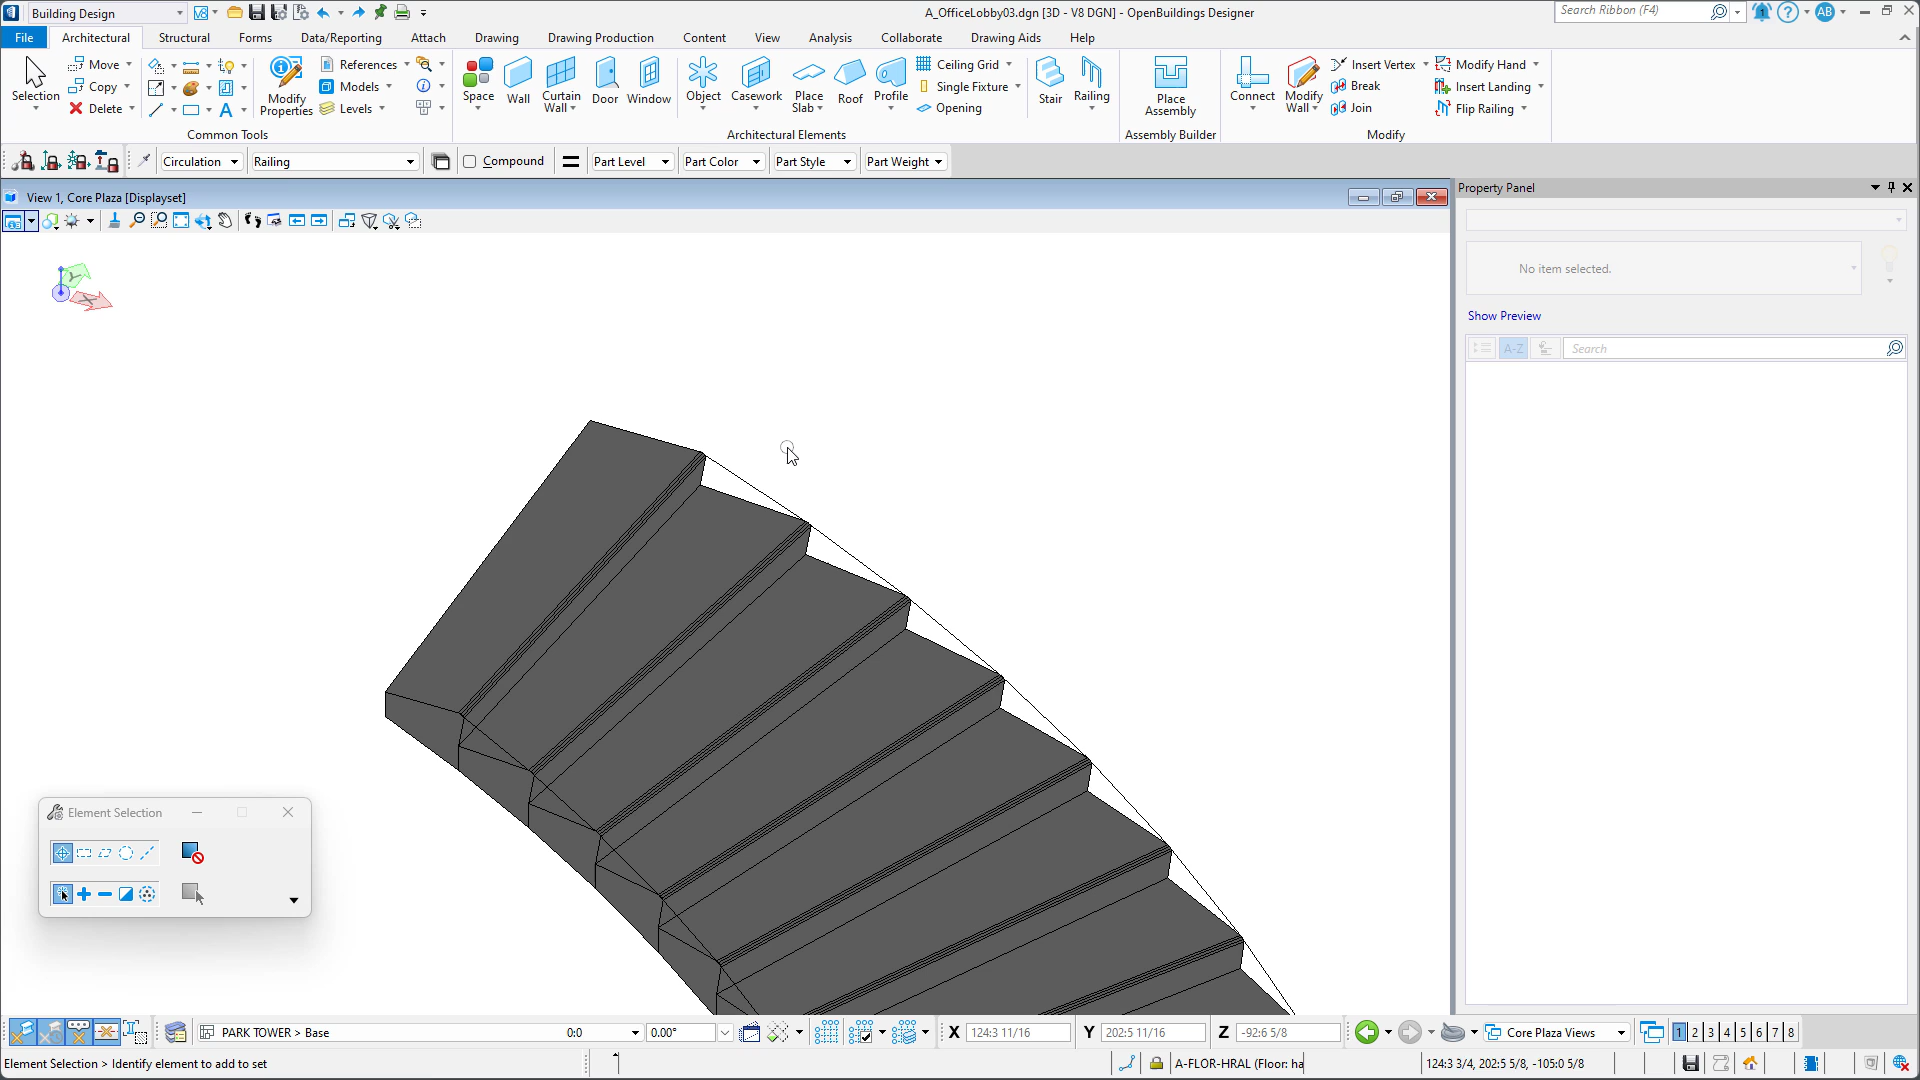 Building Design
A_OfficeLobby03.dgn [3D - V8 DGN] - OpenBuildings Designer
Search Ribbon (F4)
AB
File
Architectural
Structural
Forms
Data/Reporting
Attach
Drawing
Drawing Production
Content
View
Analysis
Collaborate
Drawing Aids
Help
Selection
Move
Copy
Delete
Modify
Properties
References
Models
Levels
Common Tools
Space
Wall
Curtain
Wall
Door
Window
Object
Casework
Place
Slab
Roof
Profile
Ceiling Grid
Single Fixture
Opening
Architectural Elements
Stair
Railing
Place
Assembly
Assembly Builder
Connect
Modify
Wall
Insert Vertex
Break
Join
Modify Hand
Insert Landing
Flip Railing
Modify
Circulation
Railing
Compound
Part Level
Part Color
Part Style
Part Weight
View 1, Core Plaza [Displayset]
Property Panel
No item selected.
Show Preview
A-Z
Search
Y
X
Element Selection
PARK TOWER > Base
0:0
0.00°
X
124:3 11/16
Y
202:5 11/16
Z
-92:6 5/8
Core Plaza Views
1 2 3 4 5 6 7 8
Element Selection > Identify element to add to set
A-FLOR-HRAL (Floor: ha
124:3 3/4, 202:5 5/8, -105:0 5/8